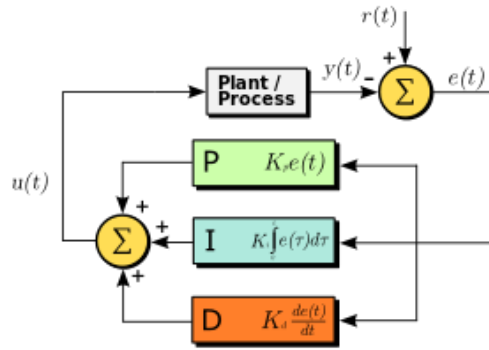 r(t)
+
Plant /
Process
y(t)
-
Σ
e(t)
u(t)
P K_p e(t)
+
Σ
+
I K_i ∫ e(τ)dτ
+
D K_d de(t)/dt